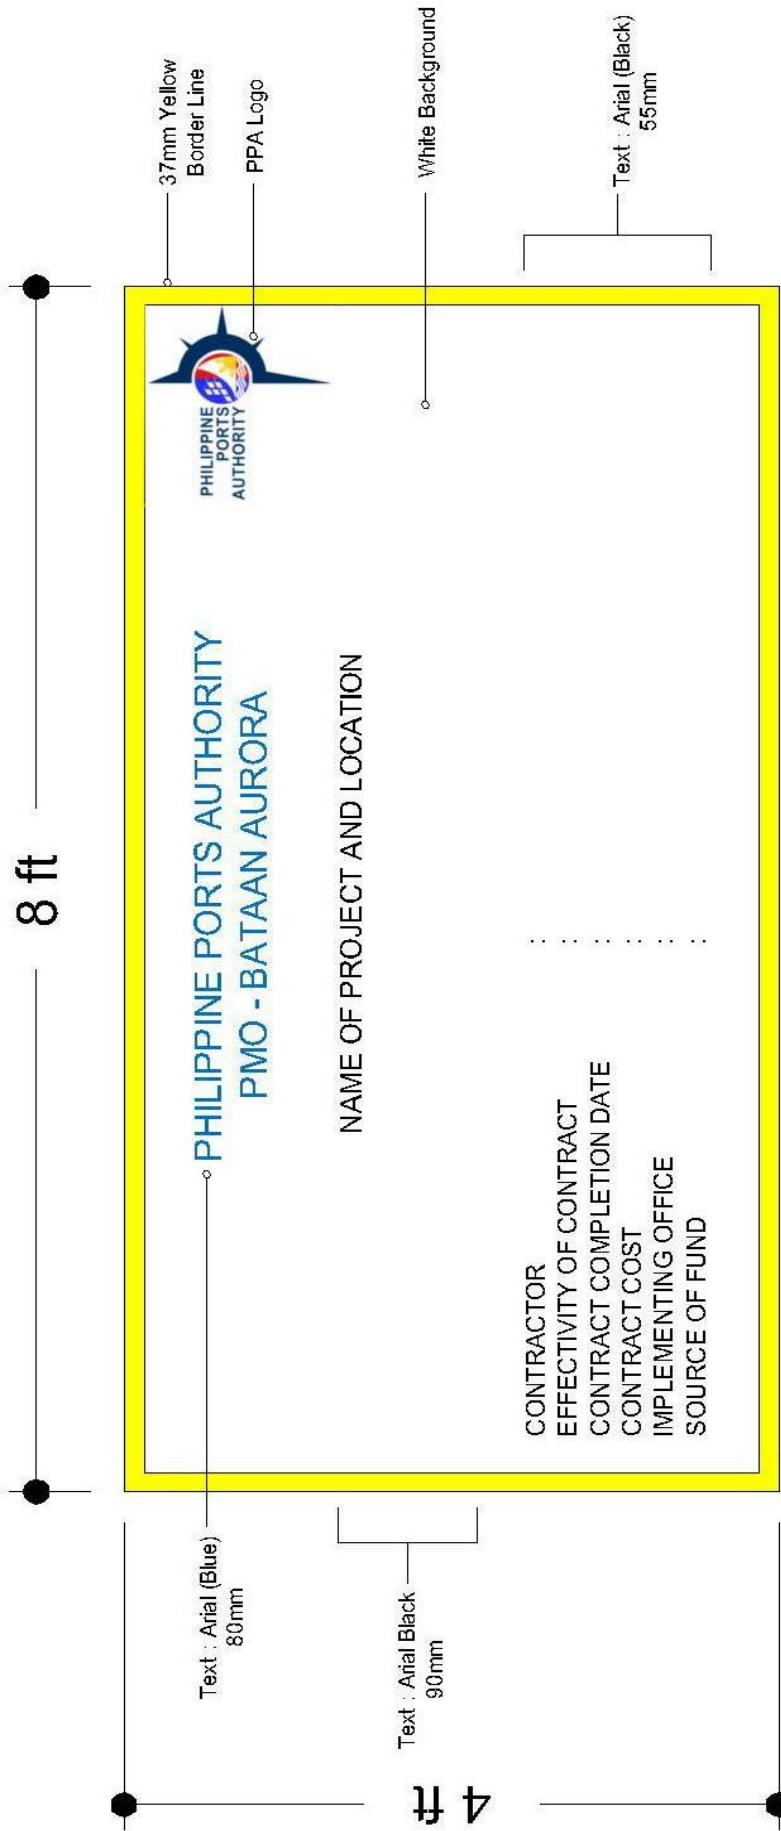 8 ft
4 ft
37mm Yellow
Border Line
PPA Logo
White Background
Text : Arial (Black)
55mm
Text : Arial (Blue)
80mm
Text : Arial Black
90mm
PHILIPPINE
PORTS
AUTHORITY
PHILIPPINE PORTS AUTHORITY
PMO - BATAAN AURORA
NAME OF PROJECT AND LOCATION
CONTRACTOR :
EFFECTIVITY OF CONTRACT :
CONTRACT COMPLETION DATE :
CONTRACT COST :
IMPLEMENTING OFFICE :
SOURCE OF FUND :